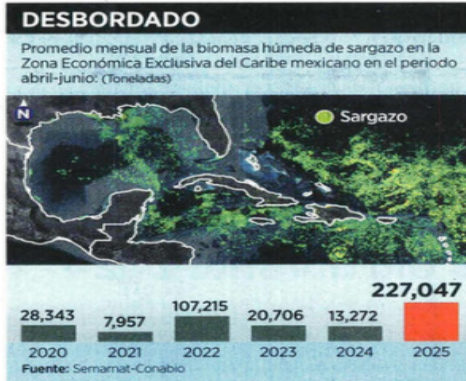 DESBORDADO
Promedio mensual de la biomasa húmeda de sargazo en la
Zona Económica Exclusiva del Caribe mexicano en el periodo
abril-junio: (Toneladas)
N
Sargazo
28,343 7,957 107,215 20,706 13,272 227,047
2020 2021 2022 2023 2024 2025
Fuente: Semarnat-Conabio